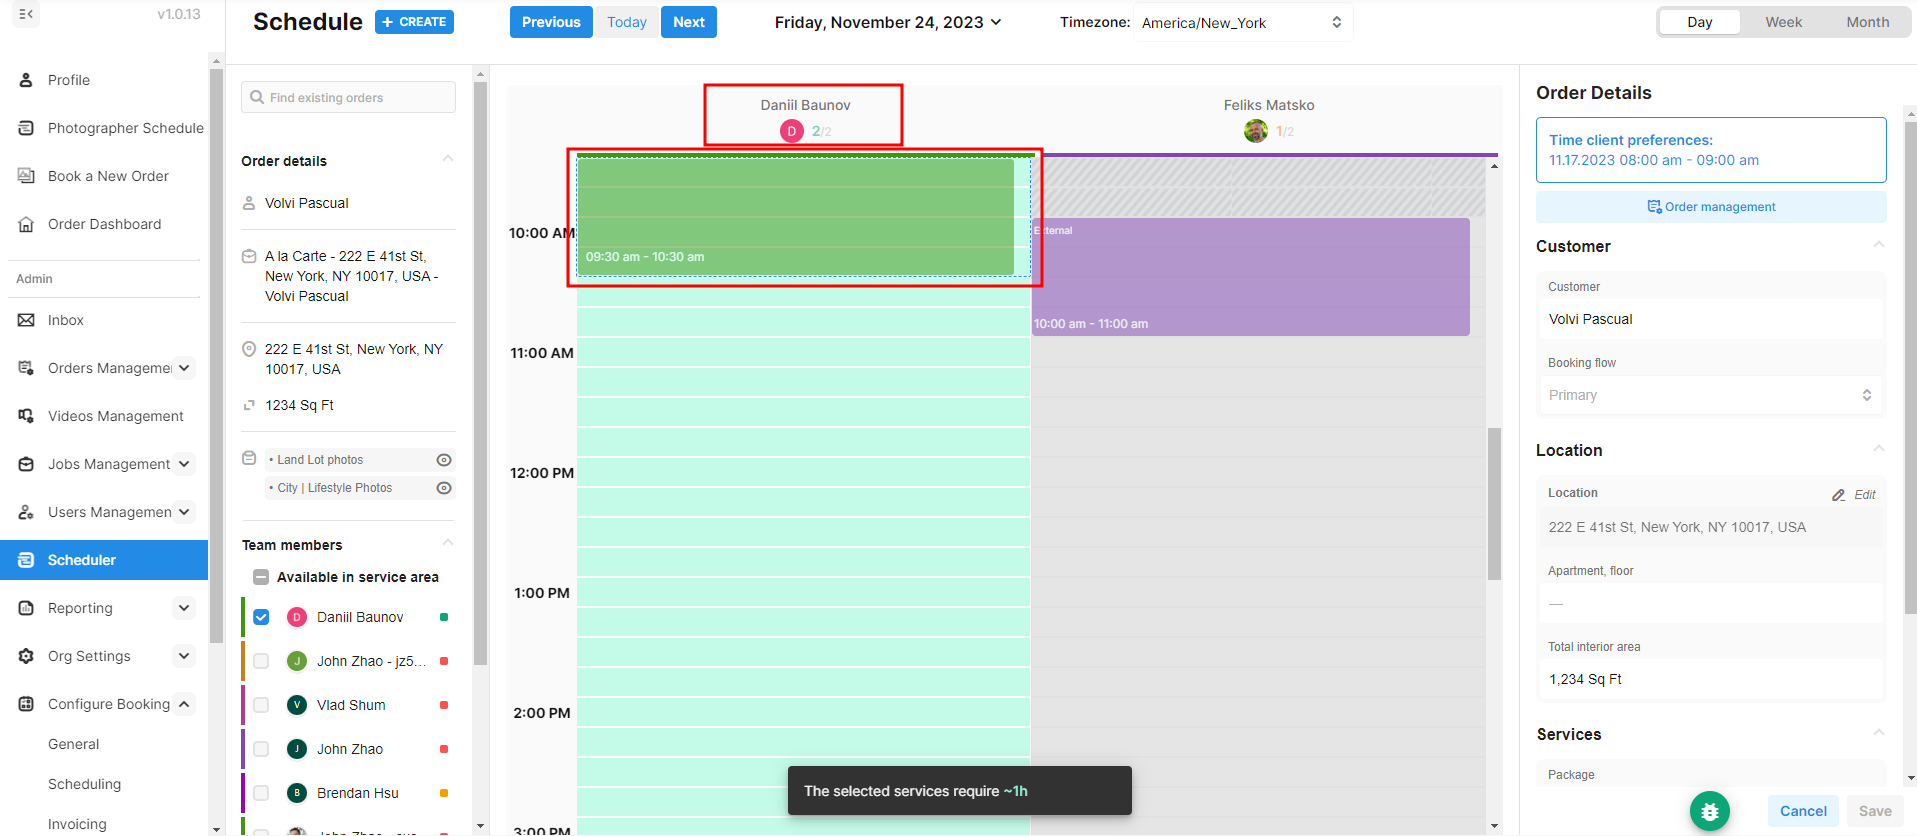 v1.0.13
Profile
Photographer Schedule
Book a New Order
Order Dashboard
Admin
Inbox
Orders Manageme
Videos Management
Jobs Management
Users Managemen
Scheduler
Reporting
Org Settings
Configure Booking
General
Scheduling
Invoicing
Schedule
+ CREATE
Previous
Today
Next
Friday, November 24, 2023
Timezone:
America/New_York
Day
Week
Month
Find existing orders
Order details
Volvi Pascual
A la Carte - 222 E 41st St,
New York, NY 10017, USA -
Volvi Pascual
222 E 41st St, New York, NY
10017, USA
1234 Sq Ft
• Land Lot photos
• City | Lifestyle Photos
Team members
Available in service area
D
Daniil Baunov
J
John Zhao - jz5...
V
Vlad Shum
J
John Zhao
B
Brendan Hsu
Daniil Baunov
D
2/2
Feliks Matsko
1/2
10:00 AM
11:00 AM
12:00 PM
1:00 PM
2:00 PM
3:00 PM
09:30 am - 10:30 am
External
10:00 am - 11:00 am
The selected services require ~1h
Order Details
Time client preferences:
11.17.2023 08:00 am - 09:00 am
Order management
Customer
Customer
Volvi Pascual
Booking flow
Primary
Location
Location
Edit
222 E 41st St, New York, NY 10017, USA
Apartment, floor
—
Total interior area
1,234 Sq Ft
Services
Package
Cancel
Save